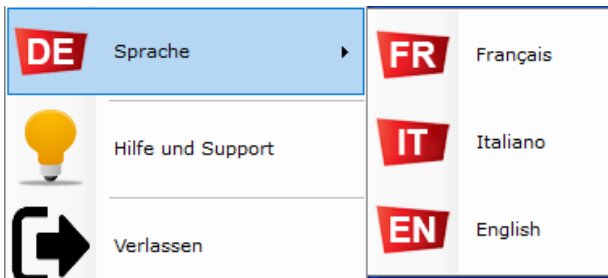 DE Sprache
Hilfe und Support
Verlassen
FR Français
IT Italiano
EN English